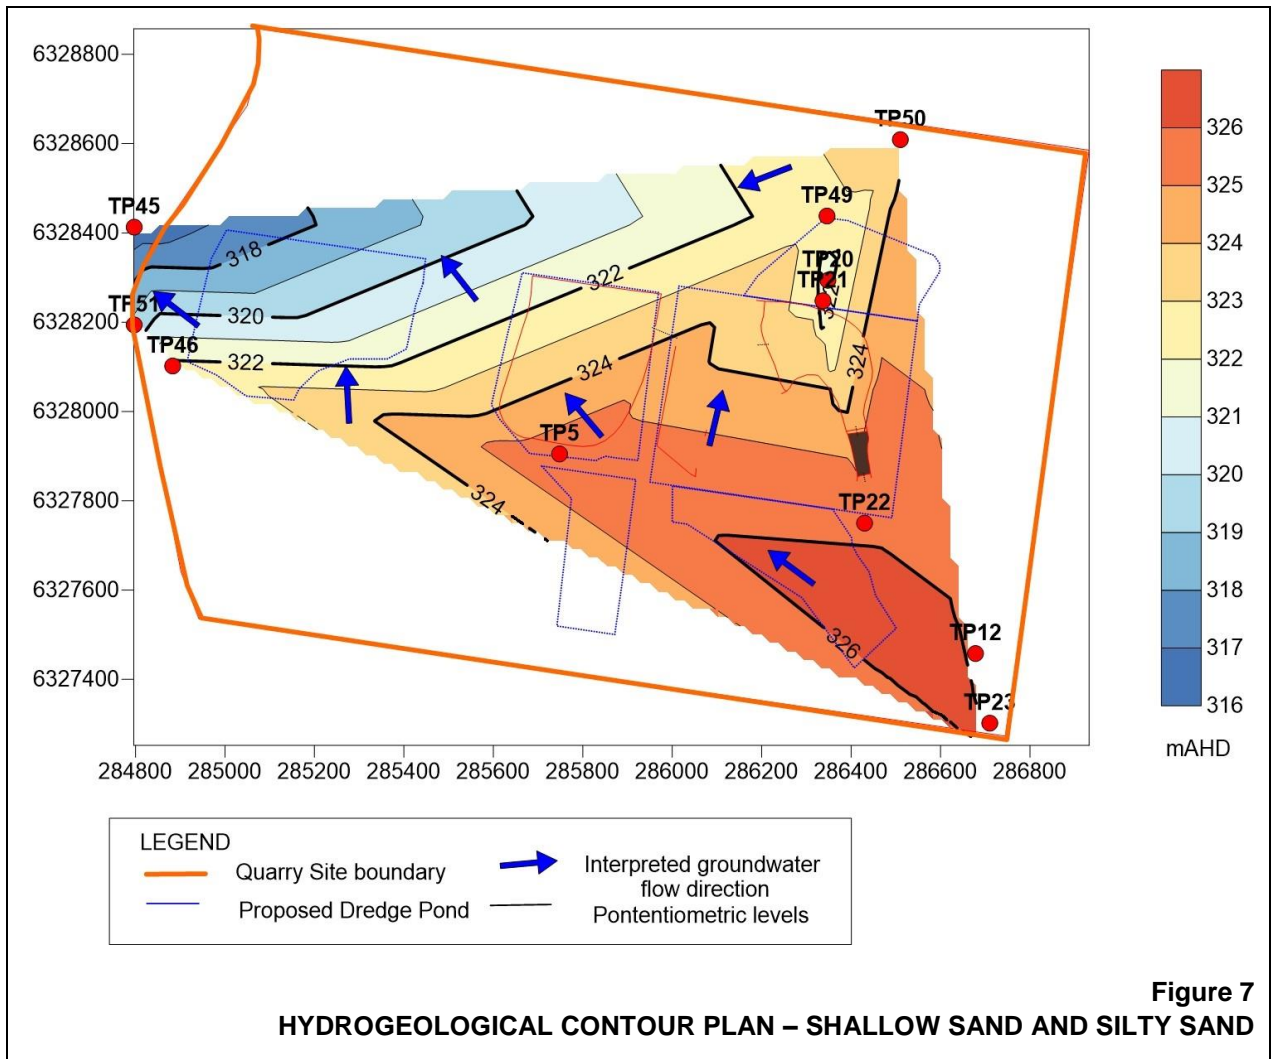 6328800
6328600
6328400
6328200
6328000
6327800
6327600
6327400
284800 285000 285200 285400 285600 285800 286000 286200 286400 286600 286800
TP50
TP45
TP49
TP20
TP21
TP51
TP46
TP5
TP22
TP12
TP23
318
320
322
322
322
324
324
324
326
326
325
324
323
322
321
320
319
318
317
316
mAHD
LEGEND
Quarry Site boundary
Proposed Dredge Pond
Interpreted groundwater
flow direction
Pontentiometric levels
Figure 7
HYDROGEOLOGICAL CONTOUR PLAN – SHALLOW SAND AND SILTY SAND